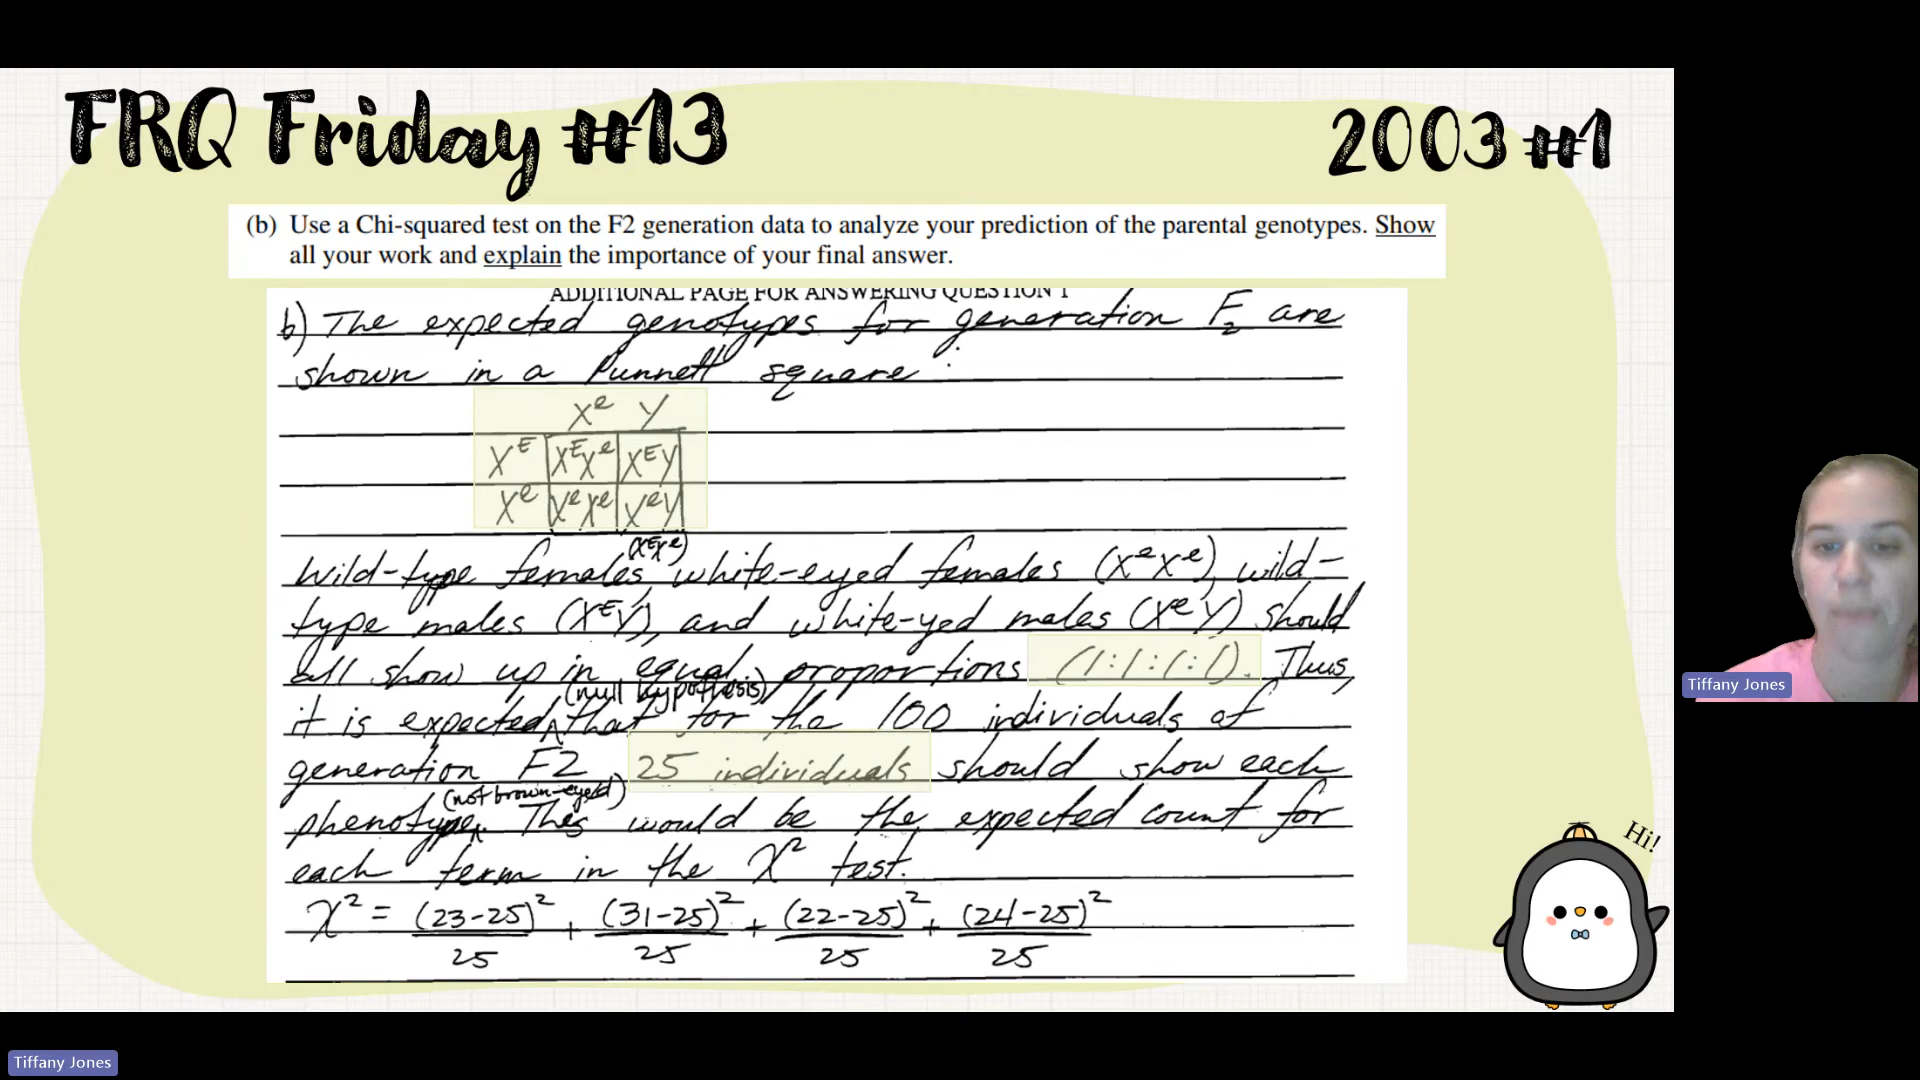 FRQ Friday #13
2003 #1
(b) Use a Chi-squared test on the F2 generation data to analyze your prediction of the parental genotypes. Show
all your work and explain the importance of your final answer.
ADDITIONAL PAGE FOR ANSWERING QUESTION 1
b) The expected genotypes for generation F₂ are
shown in a Punnett square:
Xᵉ Y
Xᴱ XᴱXᵉ XᴱY
Xᵉ XᵉXᵉ XᵉY
(XᴱXᵉ)
Wild-type females, white-eyed females (XᵉXᵉ), wild-
type males (XᴱY), and white-yed males (XᵉY) should
all show up in equal proportions (1:1:1:1). Thus,
(null hypothesis)
it is expected that for the 100 individuals of
generation F2 25 individuals should show each
(not brown-eyed)
phenotype. This would be the expected count for
each term in the X² test.
X² = (23-25)² + (31-25)² + (22-25)² + (24-25)²
25 25 25 25
Hi!
Tiffany Jones
Tiffany Jones